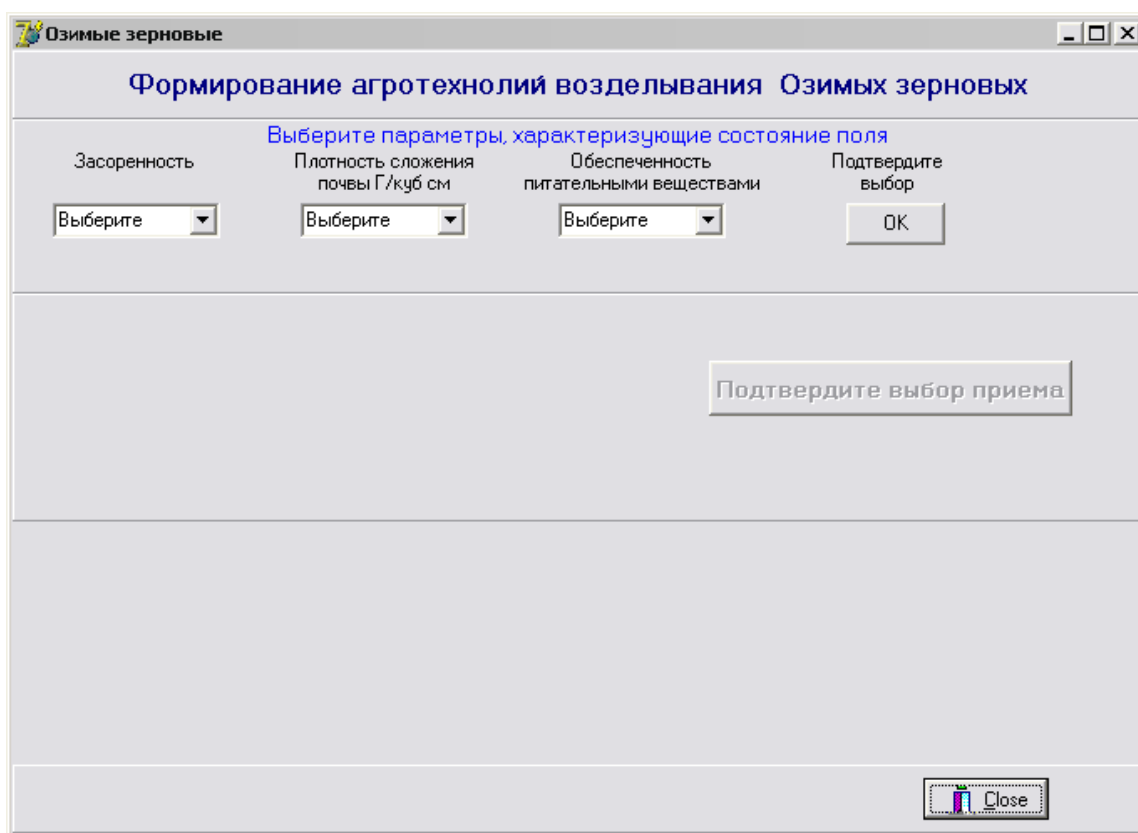 Озимые зерновые
Формирование агротехнолий возделывания Озимых зерновых
Выберите параметры, характеризующие состояние поля
Засоренность
Плотность сложения
почвы Г/куб см
Обеспеченность
питательными веществами
Подтвердите
выбор
Выберите
Выберите
Выберите
OK
Подтвердите выбор приема
Close